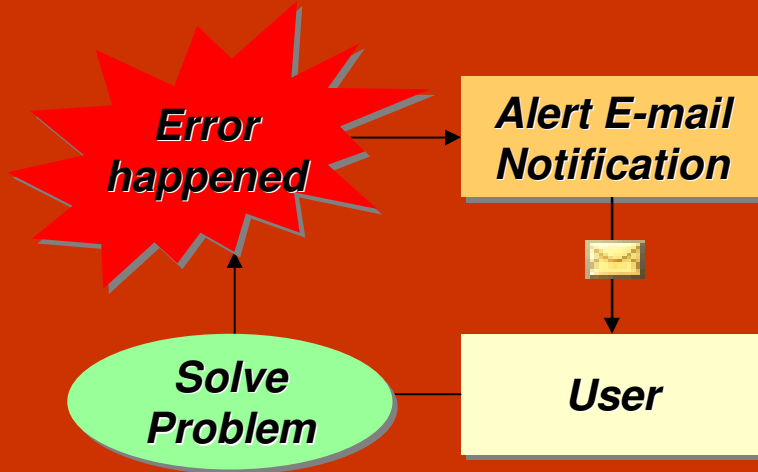 Error
happened
Alert E-mail
Notification
Solve
Problem
User